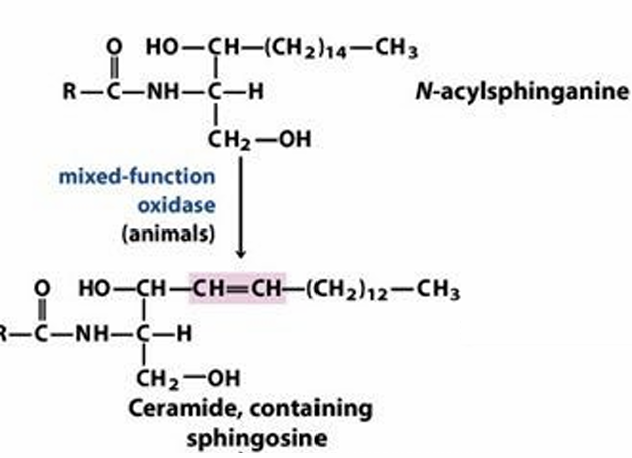 O HO—CH—(CH₂)₁₄—CH₃
R—C—NH—C—H
N-acylsphinganine
CH₂—OH
mixed-function
oxidase
(animals)
O HO—CH—CH=CH—(CH₂)₁₂—CH₃
R—C—NH—C—H
CH₂—OH
Ceramide, containing
sphingosine